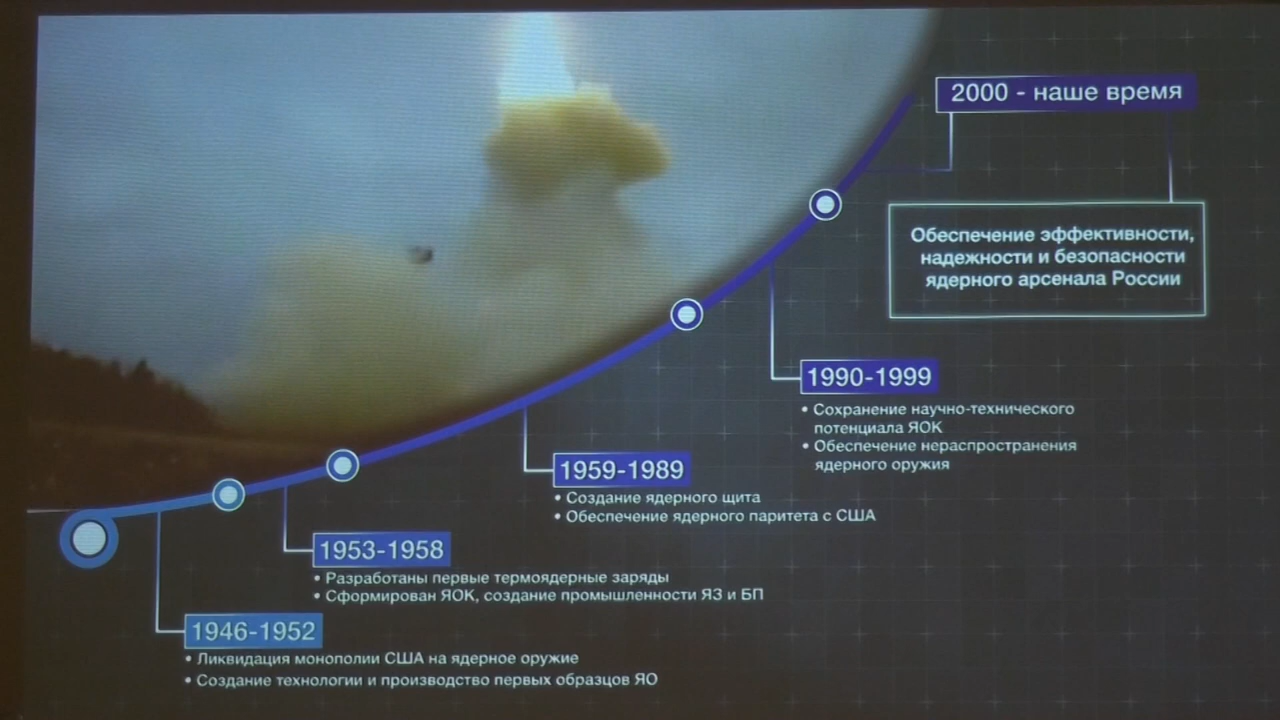 2000 - наше время
Обеспечение эффективности,
надежности и безопасности
ядерного арсенала России
1990-1999
• Сохранение научно-технического
потенциала ЯОК
• Обеспечение нераспространения
ядерного оружия
1959-1989
• Создание ядерного щита
• Обеспечение ядерного паритета с США
1953-1958
• Разработаны первые термоядерные заряды
• Сформирован ЯОК, создание промышленности ЯЗ и БП
1946-1952
• Ликвидация монополии США на ядерное оружие
• Создание технологии и производство первых образцов ЯО